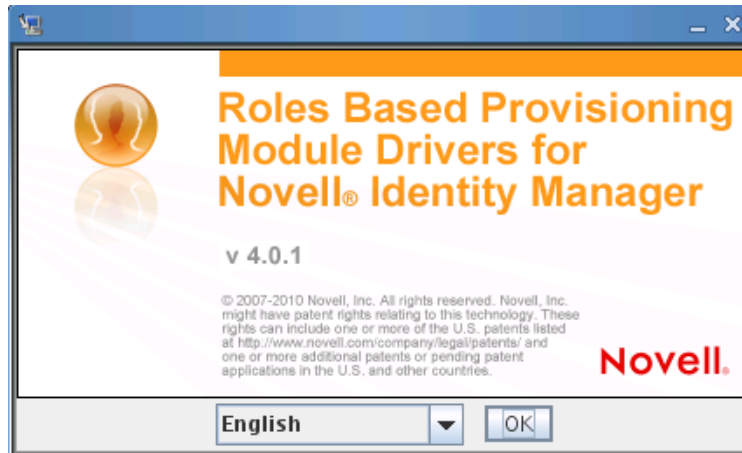 Roles Based Provisioning
Module Drivers for
Novell® Identity Manager
v 4.0.1
© 2007-2010 Novell, Inc. All rights reserved. Novell, Inc.
might have patent rights relating to this technology. These
rights can include one or more of the U.S. patents listed
at http://www.novell.com/company/legal/patents/ and
one or more additional patents or pending patent
applications in the U.S. and other countries.
Novell®
English
OK